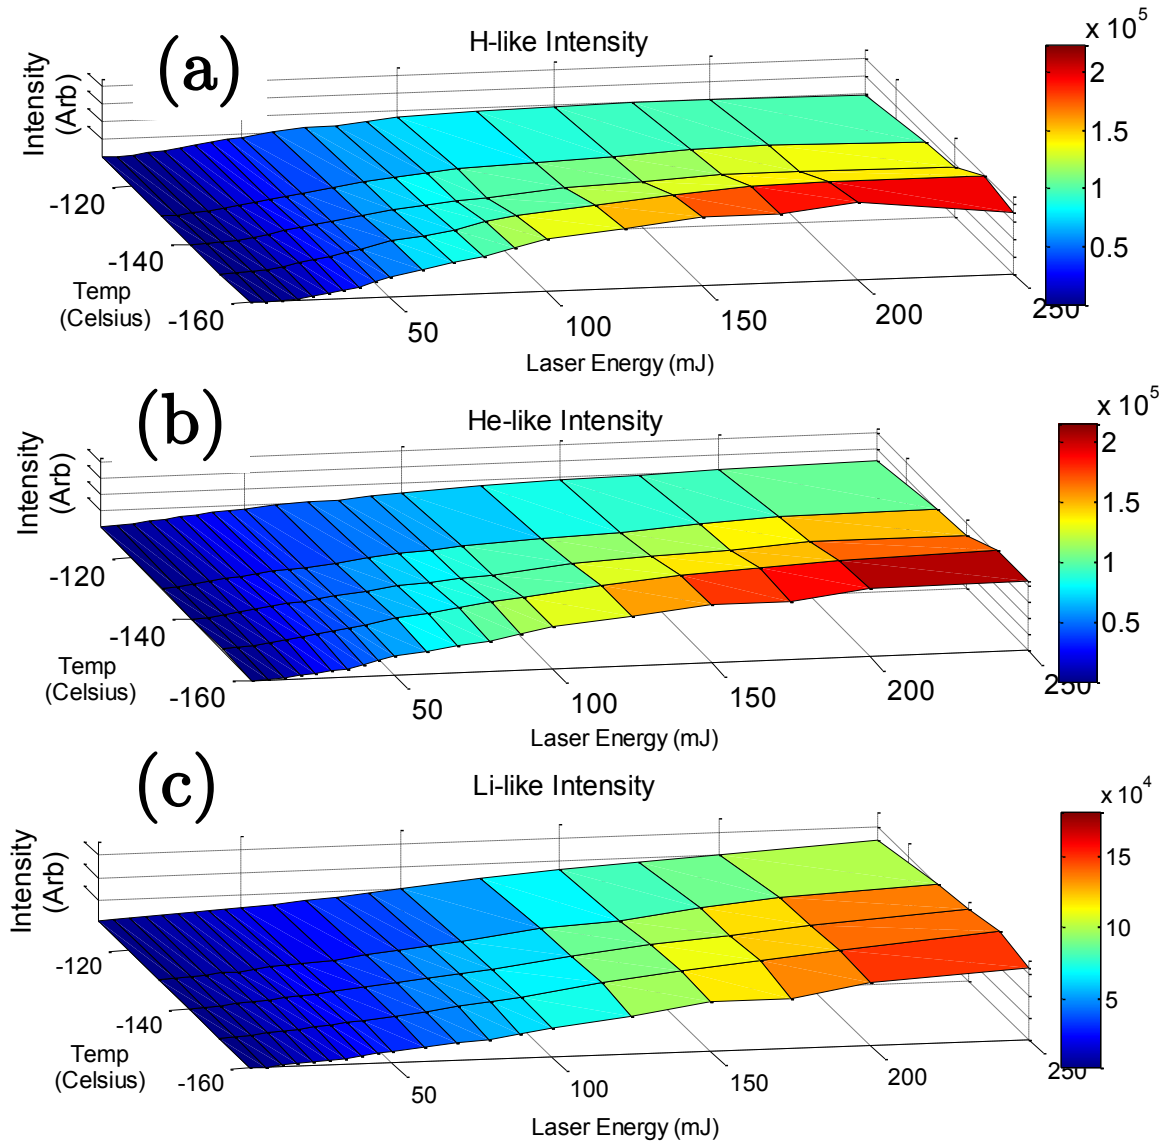 (a)
H-like Intensity
x 10^5
Intensity
(Arb)
2
1.5
1
0.5
-120
-140
-160
Temp
(Celsius)
50
100
150
200
250
Laser Energy (mJ)
(b)
He-like Intensity
x 10^5
Intensity
(Arb)
2
1.5
1
0.5
-120
-140
-160
Temp
(Celsius)
50
100
150
200
250
Laser Energy (mJ)
(c)
Li-like Intensity
x 10^4
Intensity
(Arb)
15
10
5
-120
-140
-160
Temp
(Celsius)
50
100
150
200
250
Laser Energy (mJ)